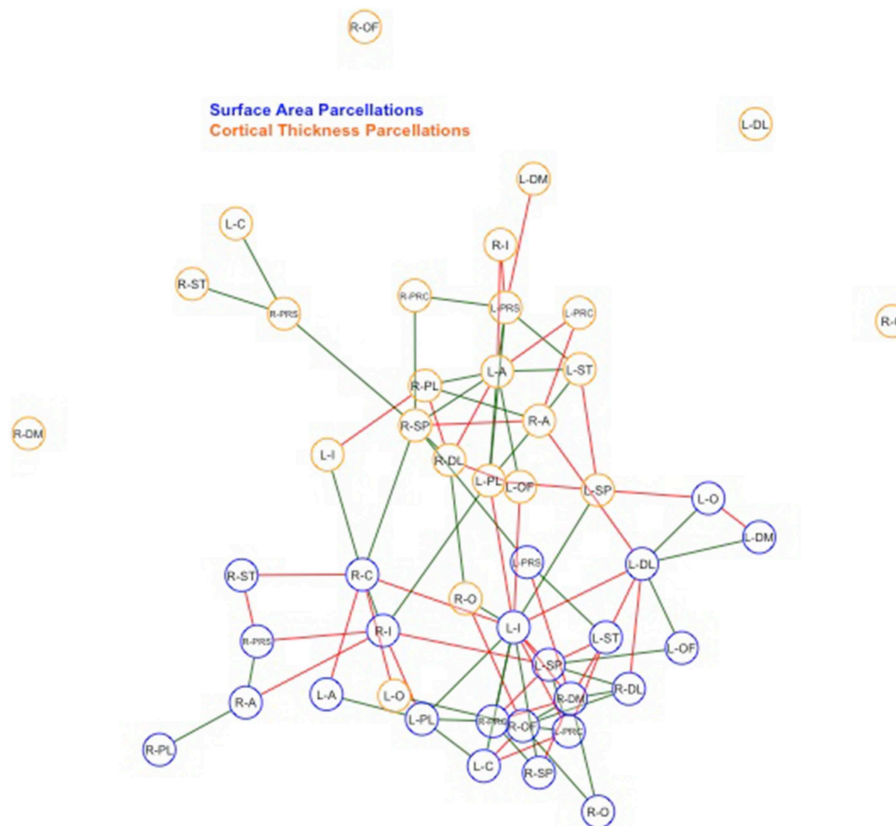 R-OF
Surface Area Parcellations
Cortical Thickness Parcellations
L-DL
L-DM
L-C
R-I
R-ST
R-PRC
L-PRS
R-PRS
L-PRC
L-A
L-ST
R-PL
R-SP
R-A
R-DM
L-I
R-DL
L-PL
L-OF
L-SP
L-O
L-DM
L-PRS
L-DL
R-ST
R-C
R-O
L-I
R-I
L-ST
R-PRS
L-OF
L-SP
R-DL
R-A
L-A
L-O
R-DM
L-PL
R-PRC
R-OF
L-PRC
R-PL
L-C
R-SP
R-O